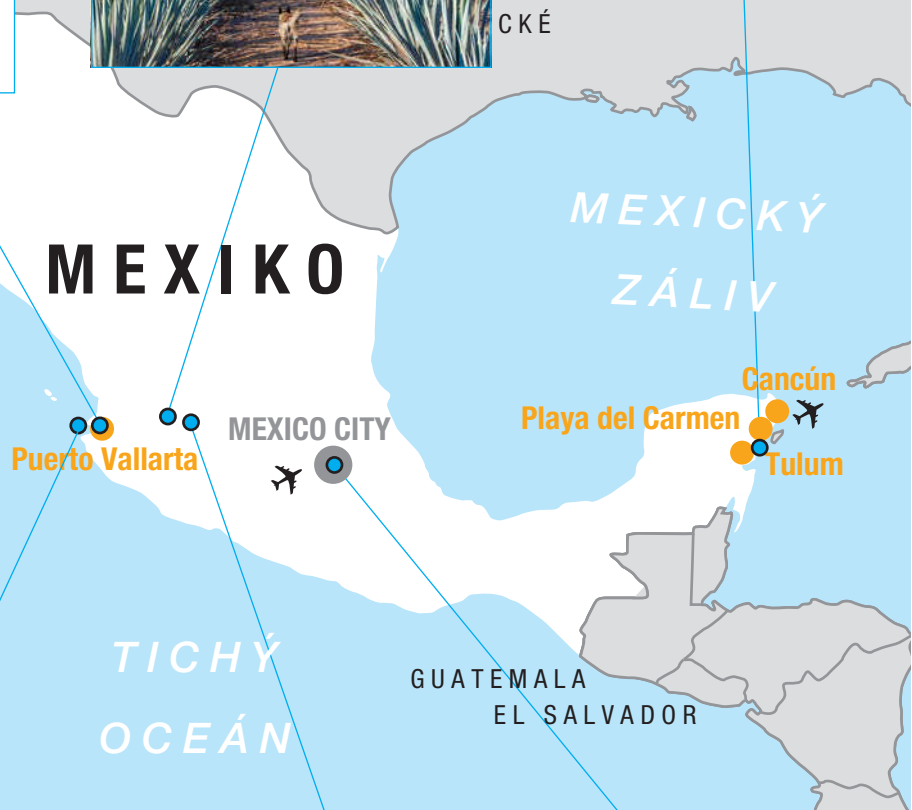 CKÉ
MEXICKÝ
ZÁLIV
MEXIKO
Cancún
Playa del Carmen
MEXICO CITY
Puerto Vallarta
Tulum
TICHÝ
OCEÁN
GUATEMALA
EL SALVADOR